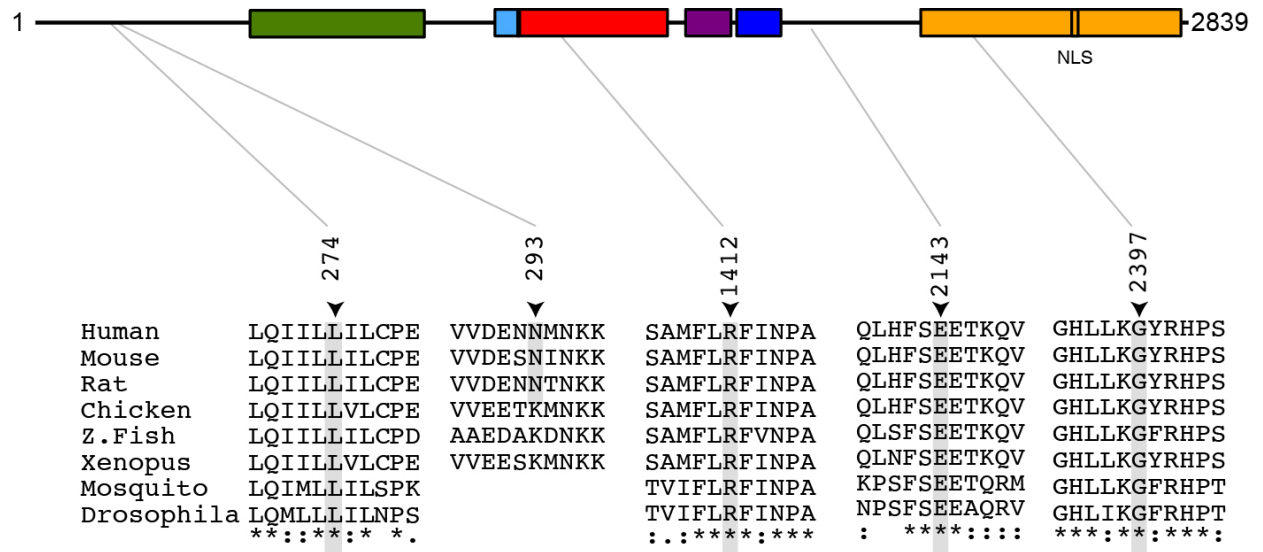 1 2839
NLS
274 293 1412 2143 2397
Human LQIILLILCPE VVDENNMNKK SAMFLRFINPA QLHFSEETKQV GHLLKGYRHPS
Mouse LQIILLILCPE VVDESNINKK SAMFLRFINPA QLHFSEETKQV GHLLKGYRHPS
Rat LQIILLILCPE VVDENNTNKK SAMFLRFINPA QLHFSEETKQV GHLLKGYRHPS
Chicken LQIILLVLCPE VVEETKMNKK SAMFLRFINPA QLHFSEETKQV GHLLKGYRHPS
Z.Fish LQIILLILCPD AAEDAKDNKK SAMFLRFVNPA QLSFSEETKQV GHLLKGFRHPS
Xenopus LQIILLVLCPE VVEESKMNKK SAMFLRFINPA QLNFSEETKQV GHLLKGYRHPS
Mosquito LQIMLLILSPK TVIFLRFINPA KPSFSEETQRM GHLLKGFRHPT
Drosophila LQMLLLILNPS TVIFLRFINPA NPSFSEEAQRV GHLIKGFRHPT
**::**:* *. :.:****:*** : ****:::: ***:**:***: